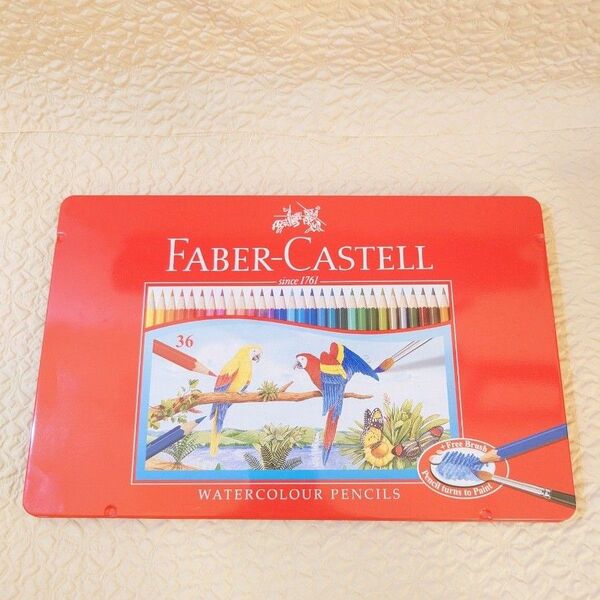 FABER-CASTELL
since 1761
36
+Free Brush
Pencil turns to Paint
WATERCOLOUR PENCILS